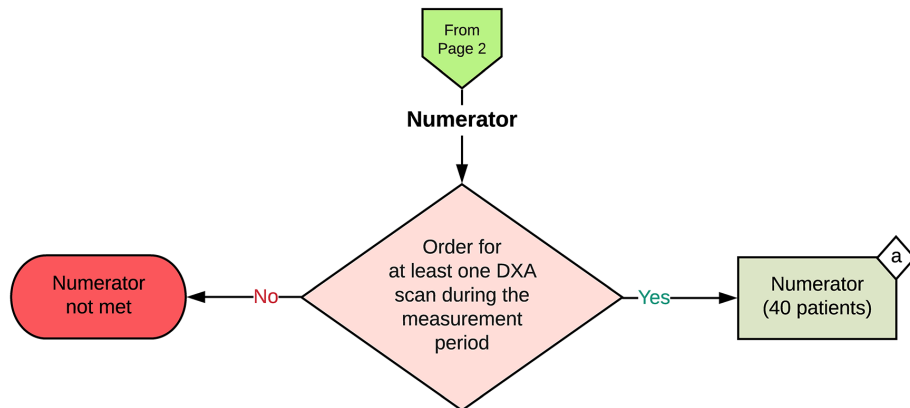 From
Page 2
Numerator
Order for
at least one DXA
scan during the
measurement
period
Numerator
not met
No
Yes
Numerator
(40 patients)
a